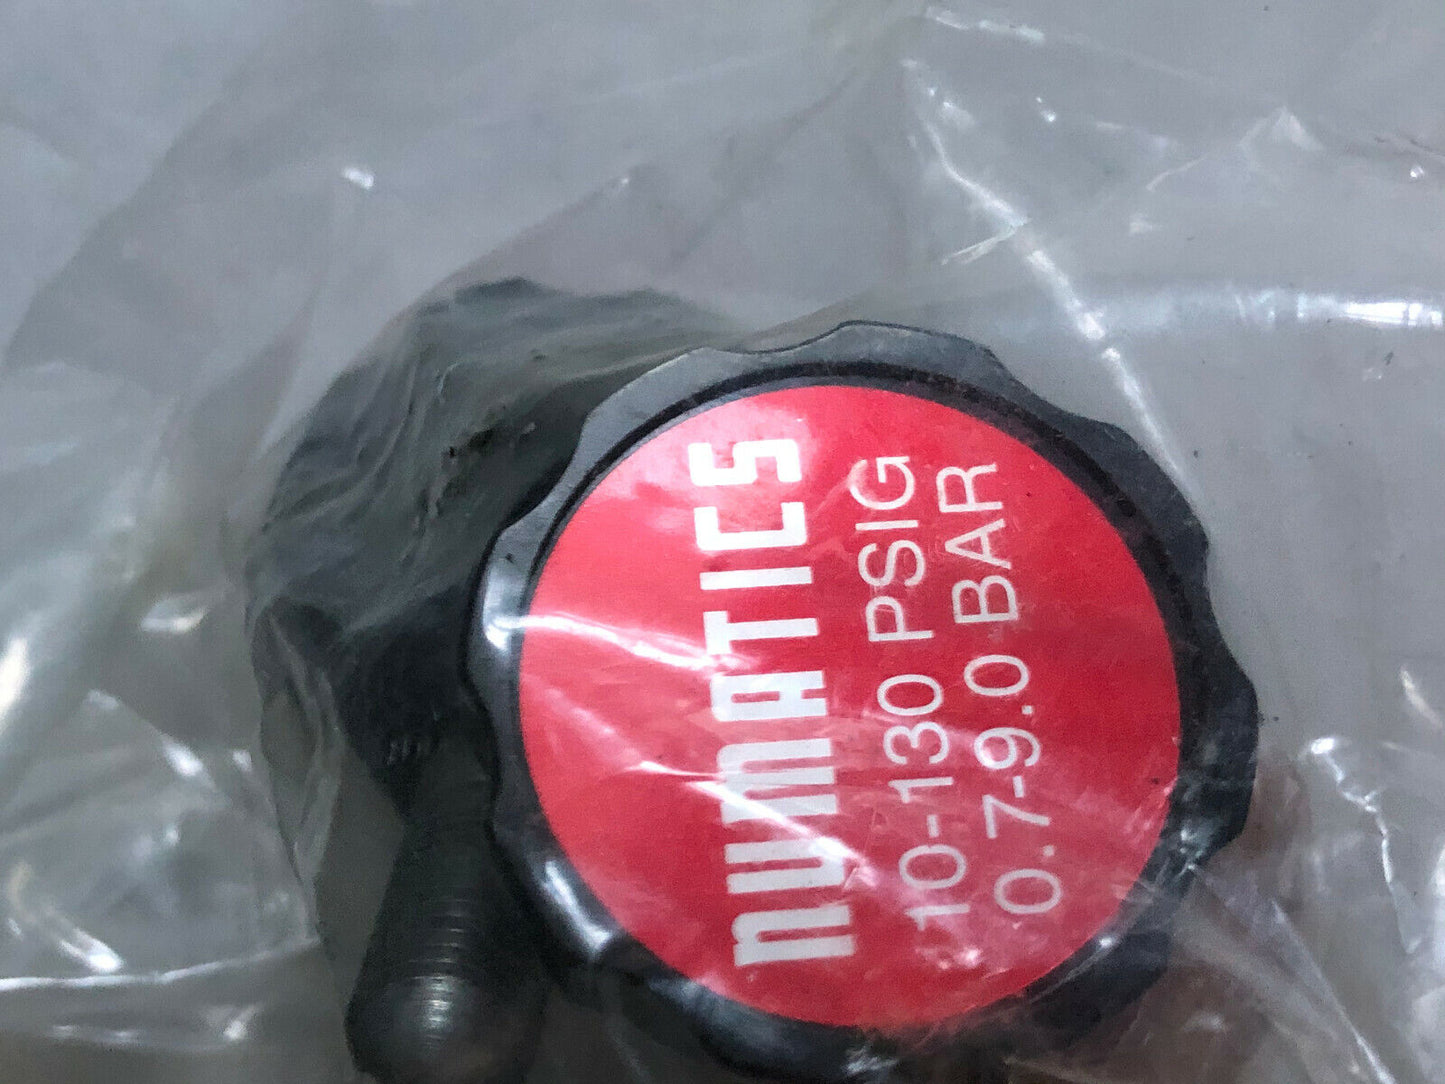 numatics
10-130 PSIG
0.7-9.0 BAR